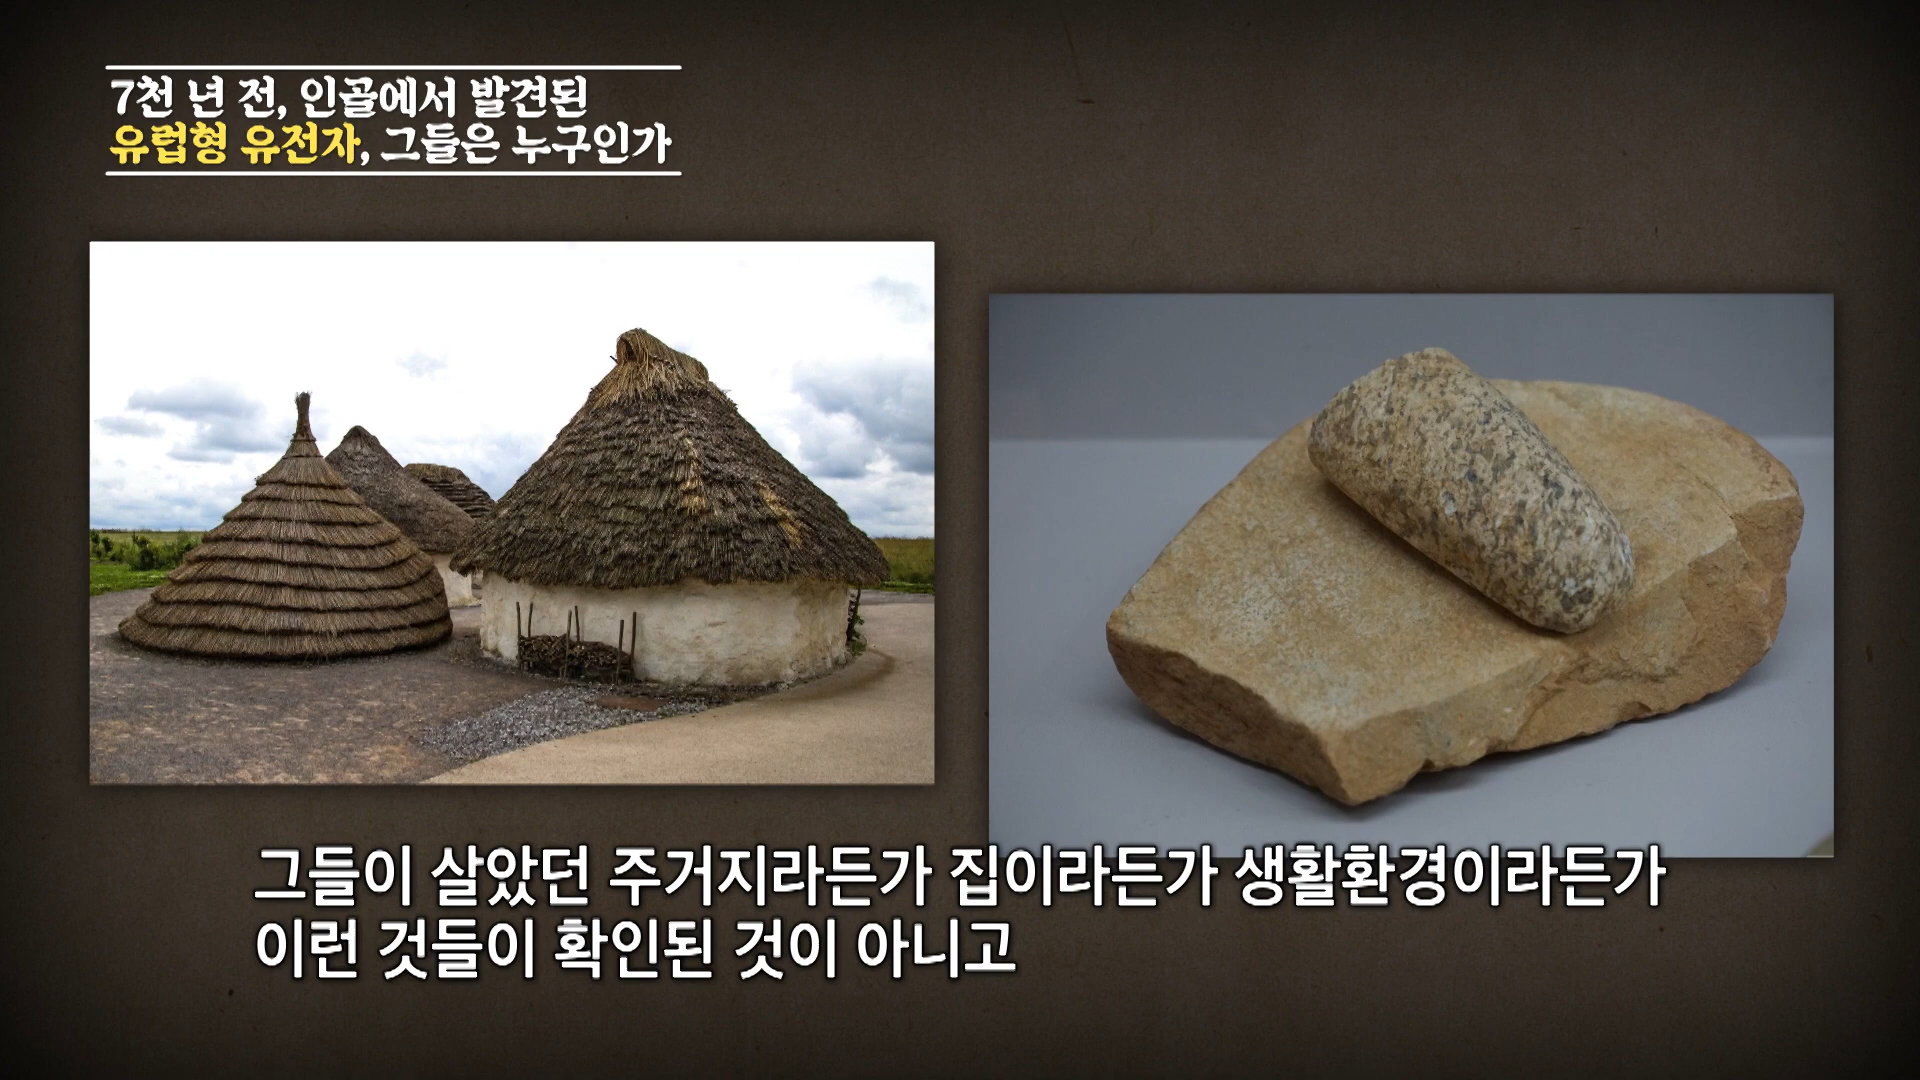 7천 년 전, 인골에서 발견된
유럽형 유전자, 그들은 누구인가
그들이 살았던 주거지라든가 집이라든가 생활환경이라든가
이런 것들이 확인된 것이 아니고